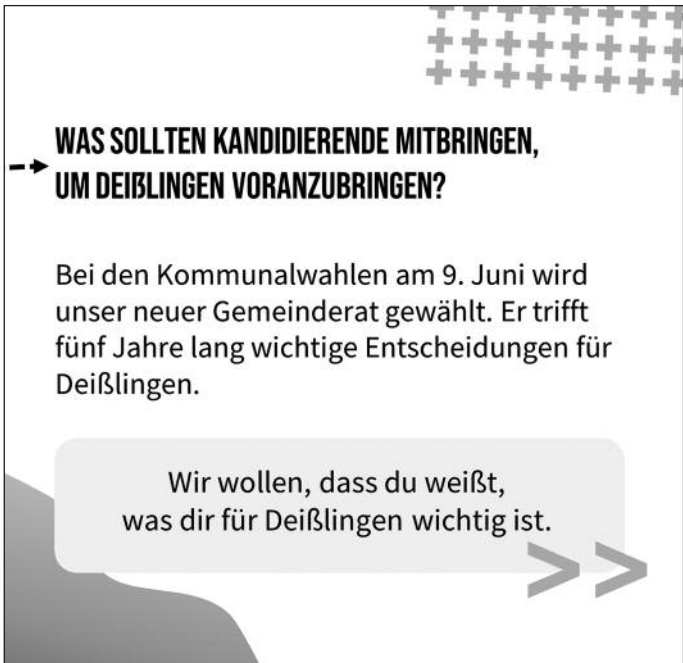 WAS SOLLTEN KANDIDIERENDE MITBRINGEN,
UM DEIẞLINGEN VORANZUBRINGEN?
Bei den Kommunalwahlen am 9. Juni wird
unser neuer Gemeinderat gewählt. Er trifft
fünf Jahre lang wichtige Entscheidungen für
Deißlingen.
Wir wollen, dass du weißt,
was dir für Deißlingen wichtig ist.
>>